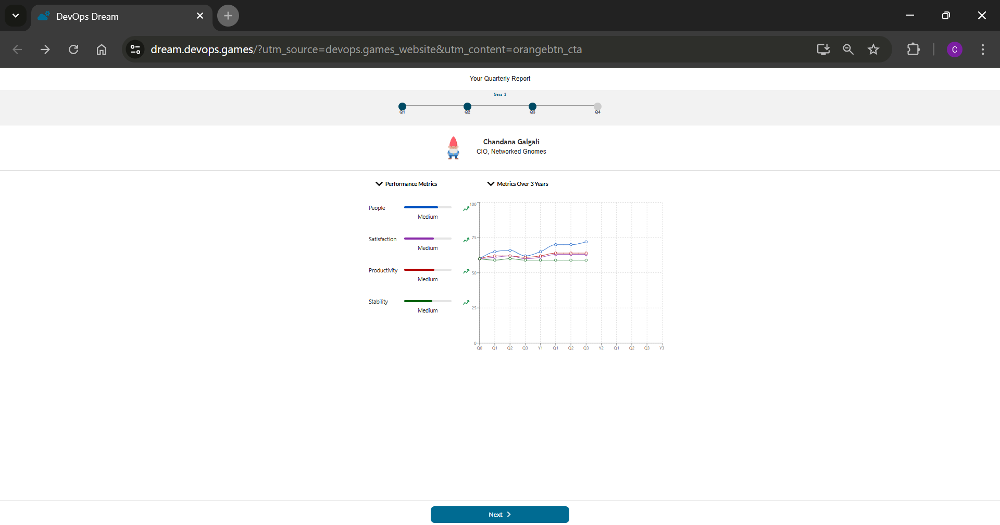 DevOps Dream
dream.devops.games/?utm_source=devops.games_website&utm_content=orangebtn_cta
C
Your Quarterly Report
Year 2
Q1 Q2 Q3 Q4
Chandana Galgali
CIO, Networked Gnomes
Performance Metrics
Metrics Over 3 Years
People
Medium
Satisfaction
Medium
Productivity
Medium
Stability
Medium
100
75
50
25
0
Q0 Q1 Q2 Q3 Y1 Q1 Q2 Q3 Y2 Q1 Q2 Q3 Y3
Next